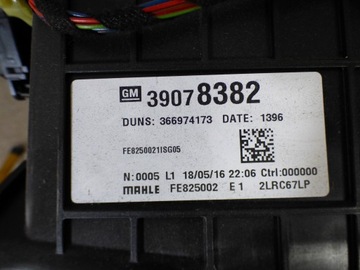 GM 39078382
DUNS: 366974173 DATE: 1396
FE8250021ISG05
N:0005 L1 18/05/16 22:06 Ctrl:000000
MAHLE FE825002 E1 2LRC67LP